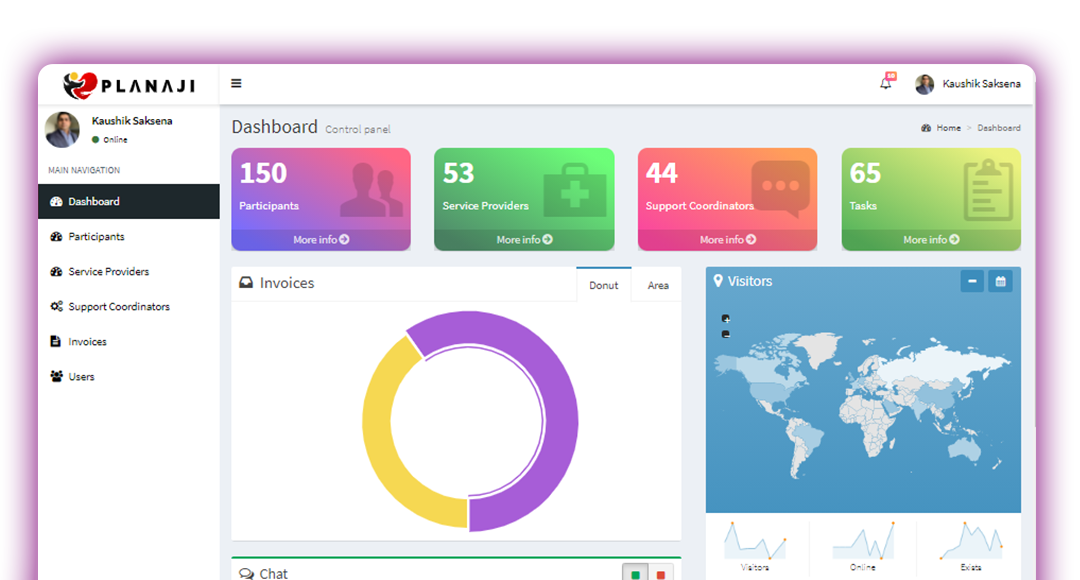 PLANAJI
10
Kaushik Saksena
Kaushik Saksena
Online
MAIN NAVIGATION
Dashboard
Participants
Service Providers
Support Coordinators
Invoices
Users
Dashboard Control panel
Home > Dashboard
150
Participants
More info
53
Service Providers
More info
44
Support Coordinators
More info
65
Tasks
More info
Invoices
Donut
Area
Visitors
+
−
Visitors
Online
Exists
Chat